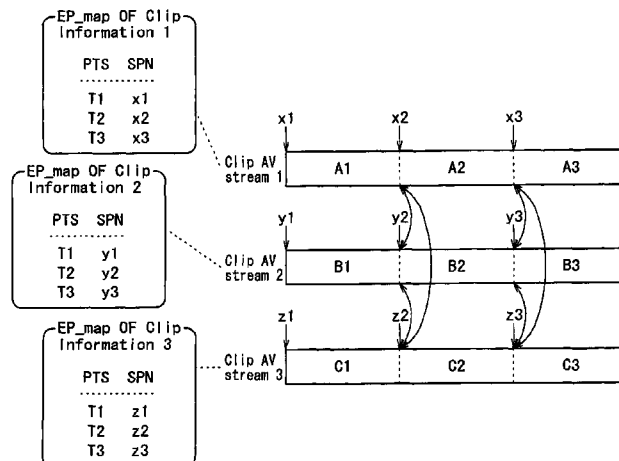 EP_map OF Clip
Information 1
PTS SPN
T1 x1
T2 x2
T3 x3
EP_map OF Clip
Information 2
PTS SPN
T1 y1
T2 y2
T3 y3
EP_map OF Clip
Information 3
PTS SPN
T1 z1
T2 z2
T3 z3
x1 x2 x3
Clip AV
stream 1
A1 A2 A3
y1 y2 y3
Clip AV
stream 2
B1 B2 B3
z1 z2 z3
Clip AV
stream 3
C1 C2 C3